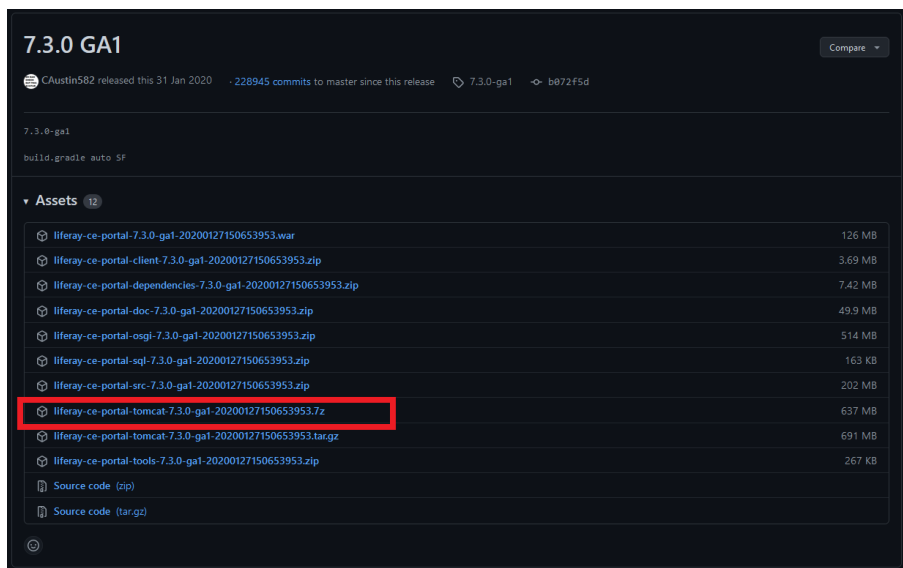 7.3.0 GA1
Compare
CAustin582 released this 31 Jan 2020 · 228945 commits to master since this release 7.3.0-ga1 b072f5d
7.3.0-ga1
build.gradle auto SF
Assets 12
liferay-ce-portal-7.3.0-ga1-20200127150653953.war 126 MB
liferay-ce-portal-client-7.3.0-ga1-20200127150653953.zip 3.69 MB
liferay-ce-portal-dependencies-7.3.0-ga1-20200127150653953.zip 7.42 MB
liferay-ce-portal-doc-7.3.0-ga1-20200127150653953.zip 49.9 MB
liferay-ce-portal-osgi-7.3.0-ga1-20200127150653953.zip 514 MB
liferay-ce-portal-sql-7.3.0-ga1-20200127150653953.zip 163 KB
liferay-ce-portal-src-7.3.0-ga1-20200127150653953.zip 202 MB
liferay-ce-portal-tomcat-7.3.0-ga1-20200127150653953.7z 637 MB
liferay-ce-portal-tomcat-7.3.0-ga1-20200127150653953.tar.gz 691 MB
liferay-ce-portal-tools-7.3.0-ga1-20200127150653953.zip 267 KB
Source code (zip)
Source code (tar.gz)